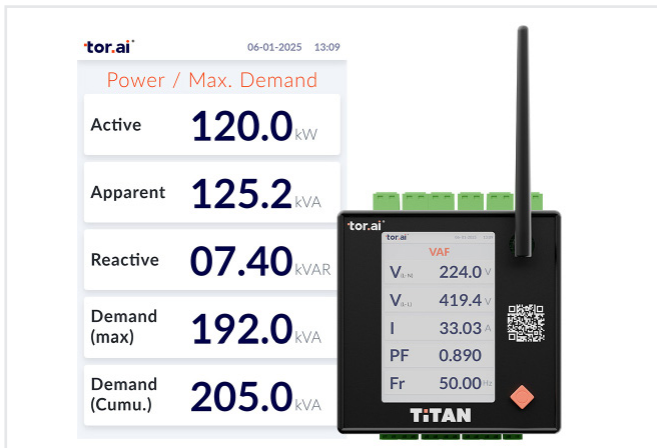 tor.ai 06-01-2025 13:09
Power / Max. Demand
Active 120.0 kW
Apparent 125.2 kVA
Reactive 07.40 kVAR
Demand (max) 192.0 kVA
Demand (Cumu.) 205.0 kVA
tor.ai
tor.ai
VAF
V 224.0 V
V 419.4 V
I 33.03 A
PF 0.890
Fr 50.00 Hz
TiTAN